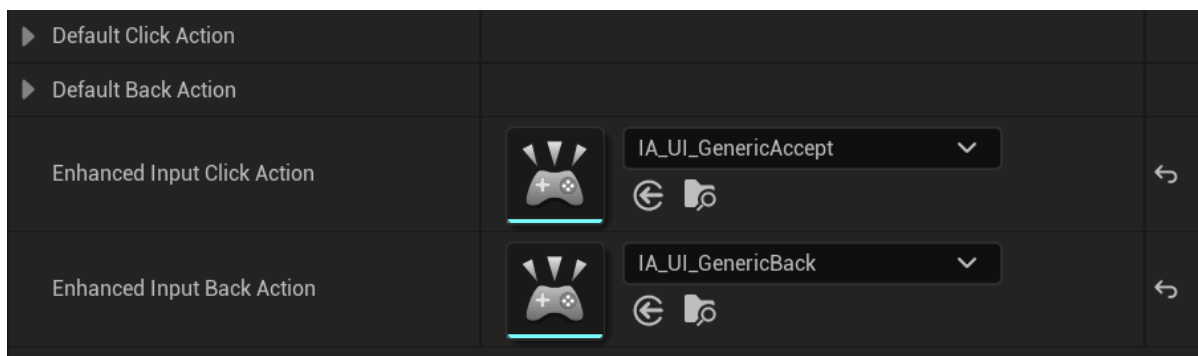 Default Click Action
Default Back Action
Enhanced Input Click Action
IA_UI_GenericAccept
Enhanced Input Back Action
IA_UI_GenericBack